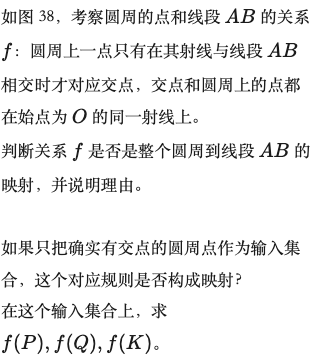 如图 38，考察圆周的点和线段 AB 的关系
f：圆周上一点只有在其射线与线段 AB
相交时才对应交点，交点和圆周上的点都
在始点为 O 的同一射线上。
判断关系 f 是否是整个圆周到线段 AB 的
映射，并说明理由。
如果只把确实有交点的圆周点作为输入集
合，这个对应规则是否构成映射?
在这个输入集合上，求
f(P), f(Q), f(K)。